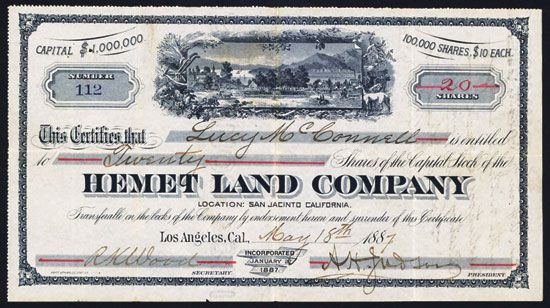 CAPITAL $1,000,000.
100,000 SHARES, $10 EACH.
NUMBER
112
20
SHARES
This Certifies that Lucy McConnell is entitled
to Twenty Shares of the Capital Stock of the
HEMET LAND COMPANY
LOCATION: SAN JACINTO CALIFORNIA.
Transferable on the books of the Company by endorsement hereon and surrender of this Certificate
Los Angeles, Cal., May 18th 1887
INCORPORATED
JANUARY
1887.
R.H. Wood
SECRETARY
PRESIDENT